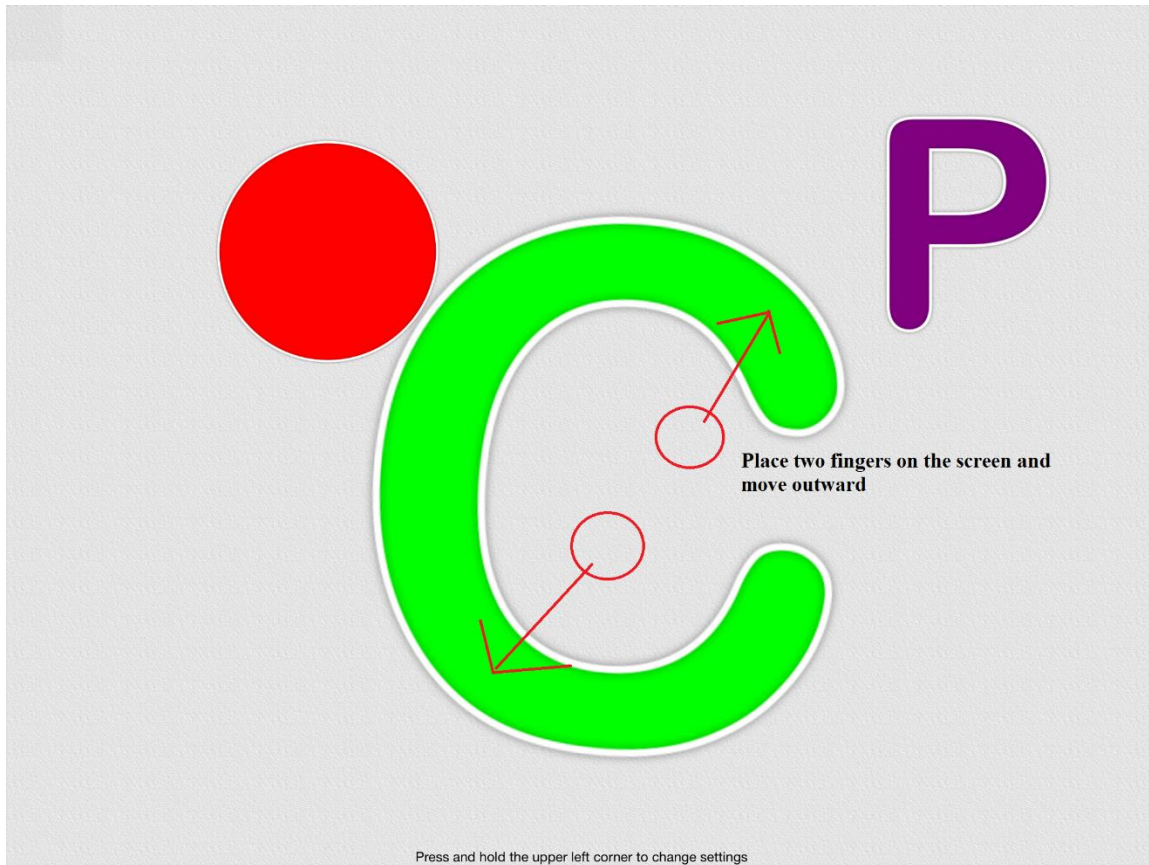 P
C
Place two fingers on the screen and
move outward
Press and hold the upper left corner to change settings